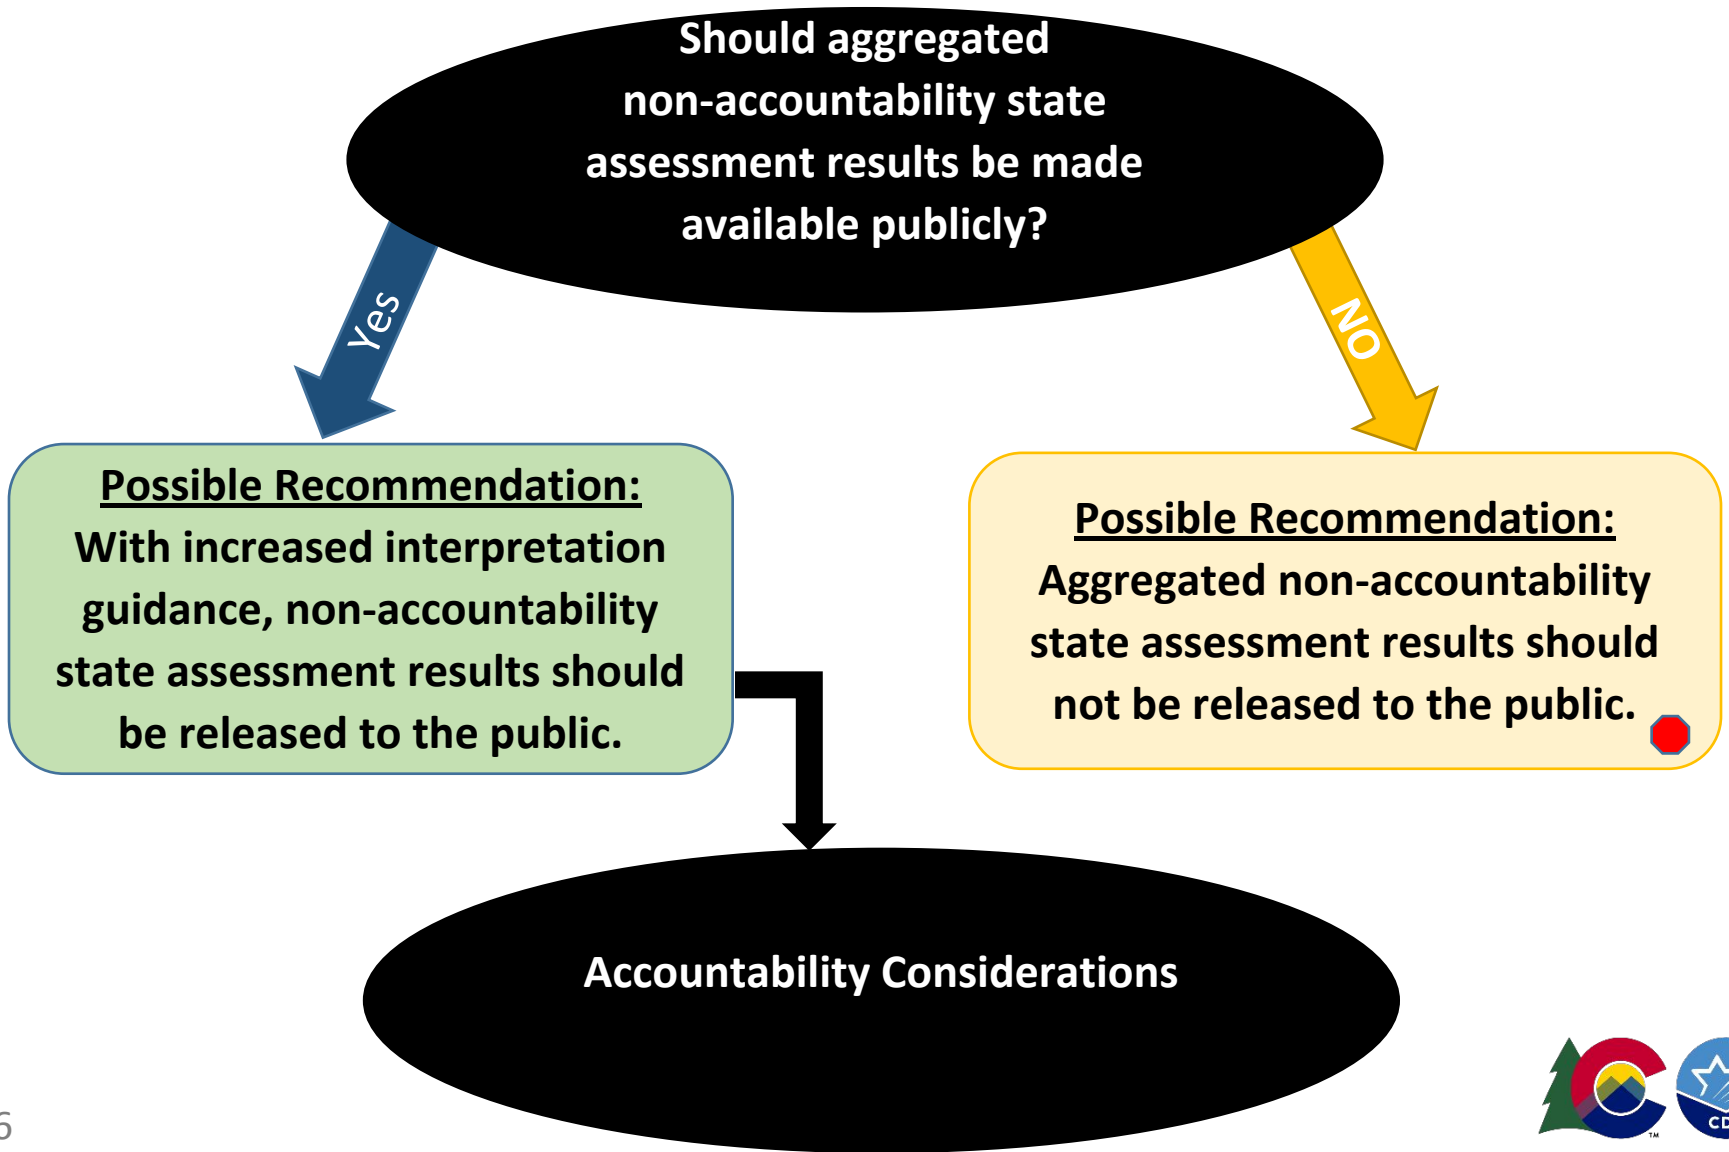 Should aggregated
non-accountability state
assessment results be made
available publicly?
Yes
NO
Possible Recommendation:
With increased interpretation
guidance, non-accountability
state assessment results should
be released to the public.
Possible Recommendation:
Aggregated non-accountability
state assessment results should
not be released to the public.
Accountability Considerations
6
TM